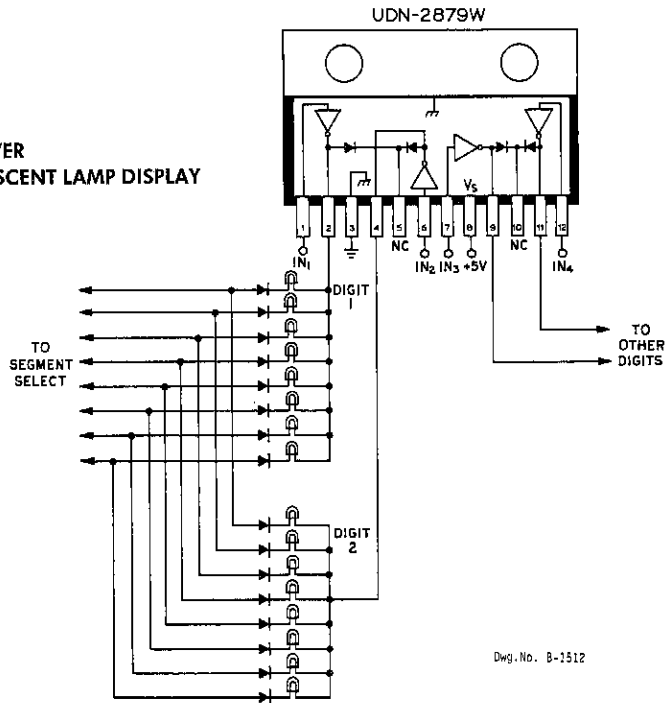 UDN-2879W
VER
SCENT LAMP DISPLAY
VS
1 2 3 4 5 6 7 8 9 10 11 12
IN1 NC IN2 IN3 +5V NC IN4
DIGIT
1
TO
SEGMENT
SELECT
TO
OTHER
DIGITS
DIGIT
2
Dwg.No. B-1512